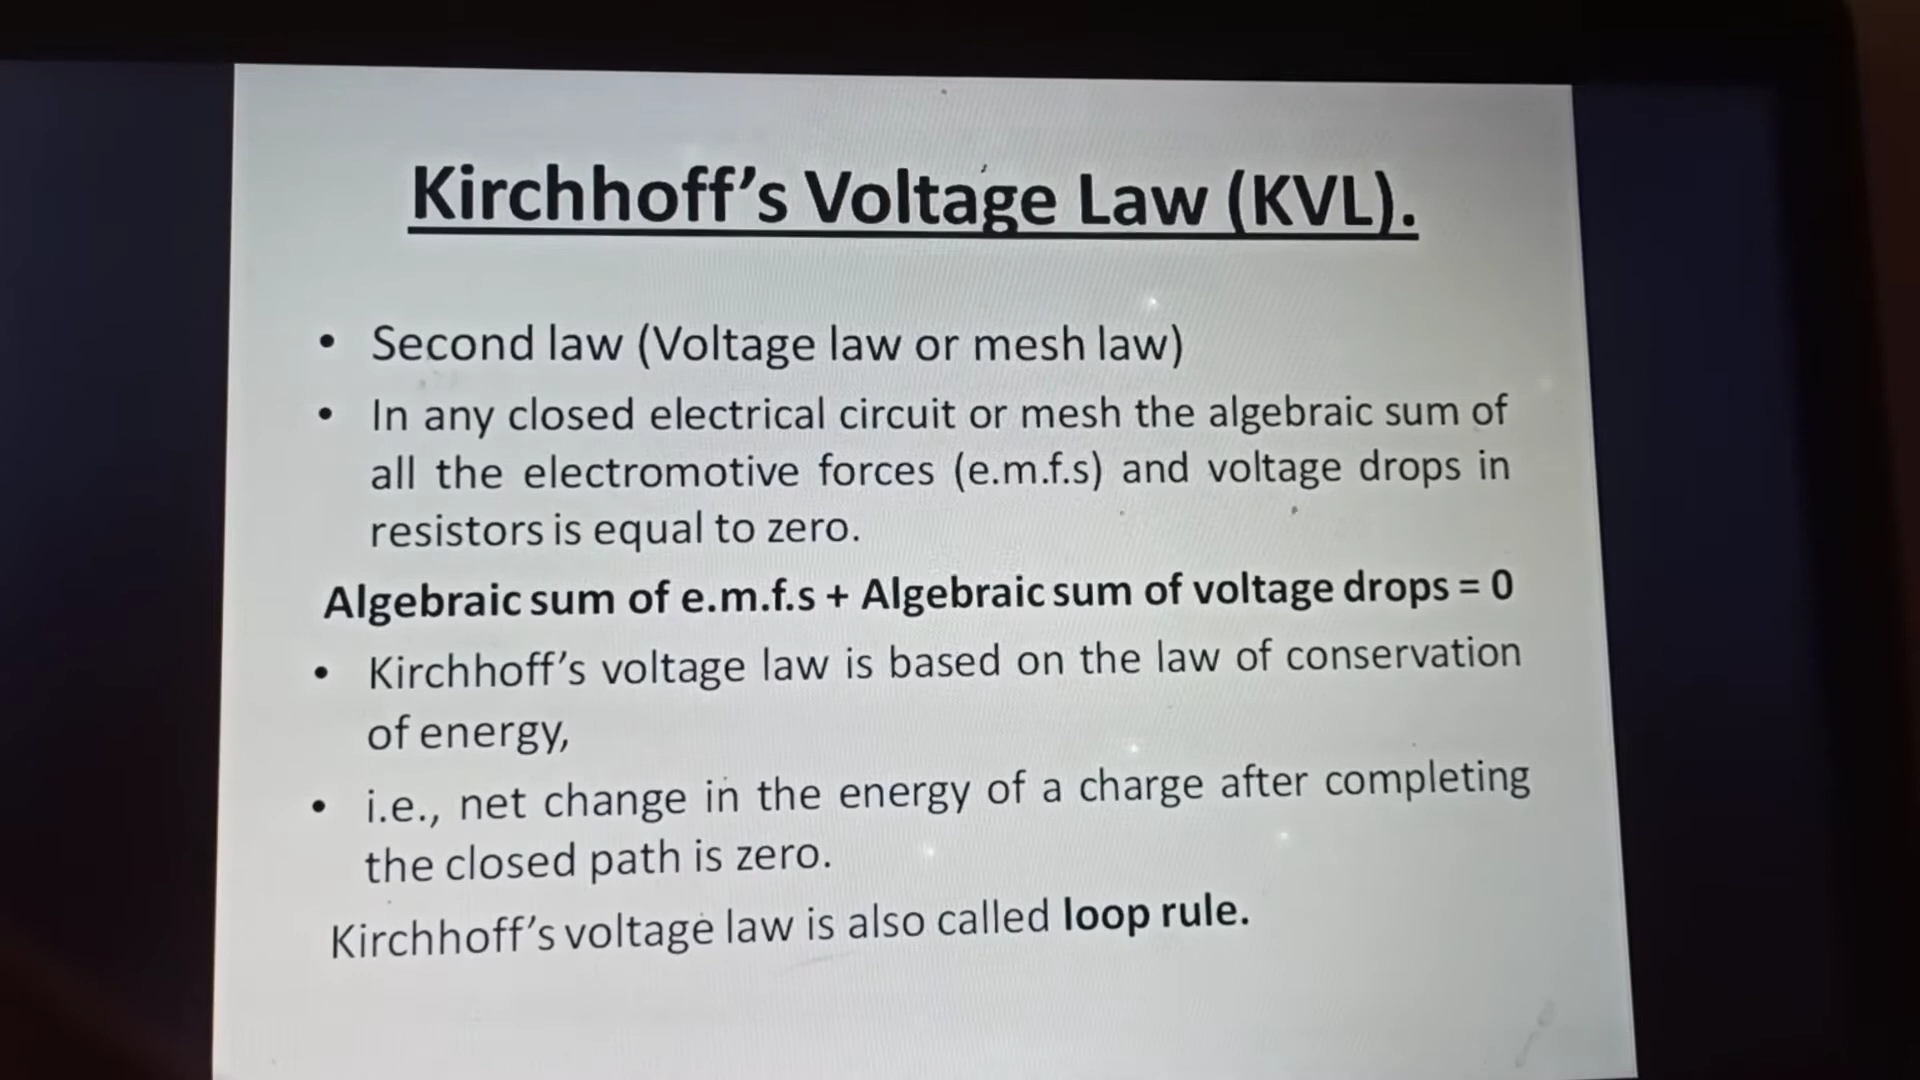 Kirchhoff’s Voltage Law (KVL).
• Second law (Voltage law or mesh law)
• In any closed electrical circuit or mesh the algebraic sum of
all the electromotive forces (e.m.f.s) and voltage drops in
resistors is equal to zero.
Algebraic sum of e.m.f.s + Algebraic sum of voltage drops = 0
• Kirchhoff’s voltage law is based on the law of conservation
of energy,
• i.e., net change in the energy of a charge after completing
the closed path is zero.
Kirchhoff’s voltage law is also called loop rule.